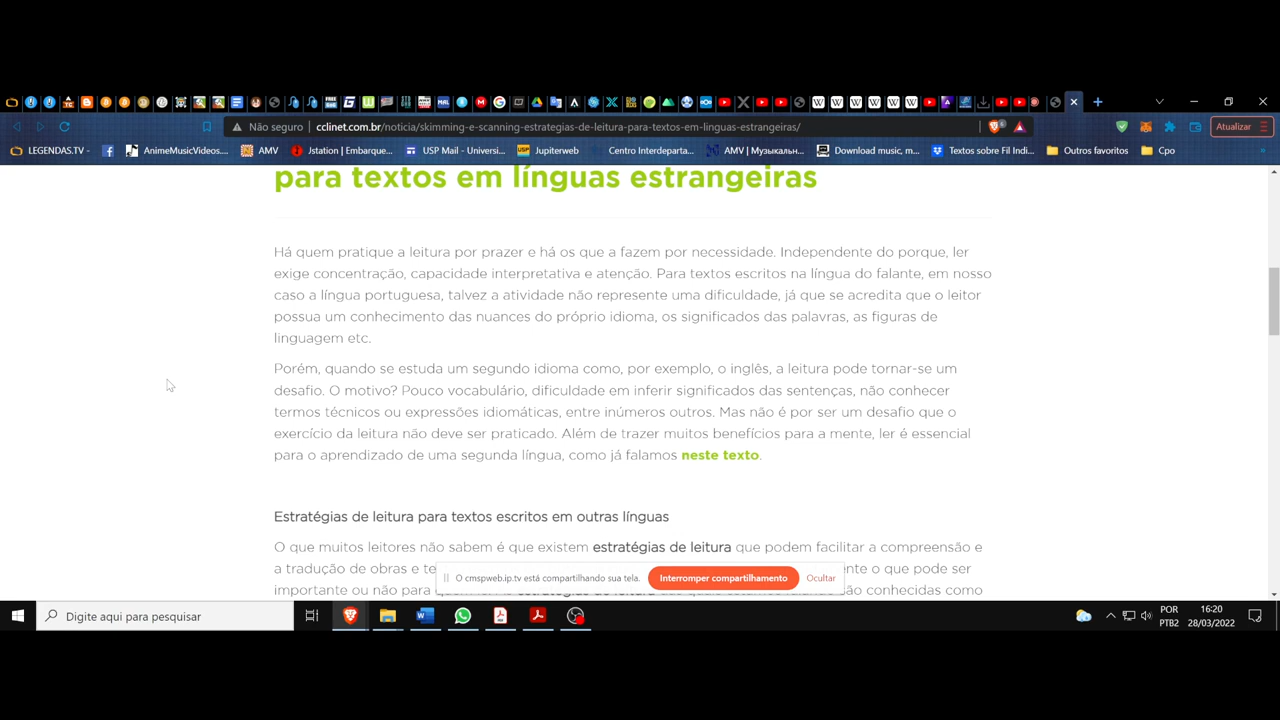 Não seguro
cclinet.com.br/noticia/skimming-e-scanning-estrategias-de-leitura-para-textos-em-linguas-estrangeiras/
Atualizar
LEGENDAS.TV -
AnimeMusicVideos...
AMV
Jstation | Embarque...
USP Mail - Universi...
Jupiterweb
Centro Interdeparta...
AMV | Музыкальн...
Download music, m...
Textos sobre Fil Indi...
Outros favoritos
Cpo
para textos em línguas estrangeiras
Há quem pratique a leitura por prazer e há os que a fazem por necessidade. Independente do porque, ler
exige concentração, capacidade interpretativa e atenção. Para textos escritos na língua do falante, em nosso
caso a língua portuguesa, talvez a atividade não represente uma dificuldade, já que se acredita que o leitor
possua um conhecimento das nuances do próprio idioma, os significados das palavras, as figuras de
linguagem etc.
Porém, quando se estuda um segundo idioma como, por exemplo, o inglês, a leitura pode tornar-se um
desafio. O motivo? Pouco vocabulário, dificuldade em inferir significados das sentenças, não conhecer
termos técnicos ou expressões idiomáticas, entre inúmeros outros. Mas não é por ser um desafio que o
exercício da leitura não deve ser praticado. Além de trazer muitos benefícios para a mente, ler é essencial
para o aprendizado de uma segunda língua, como já falamos neste texto.
Estratégias de leitura para textos escritos em outras línguas
O que muitos leitores não sabem é que existem estratégias de leitura que podem facilitar a compreensão e
a tradução de obras e te
nte o que pode ser
O cmspweb.ip.tv está compartilhando sua tela.
Interromper compartilhamento
Ocultar
importante ou não para
são conhecidas como
Digite aqui para pesquisar
POR
PTB2
16:20
28/03/2022